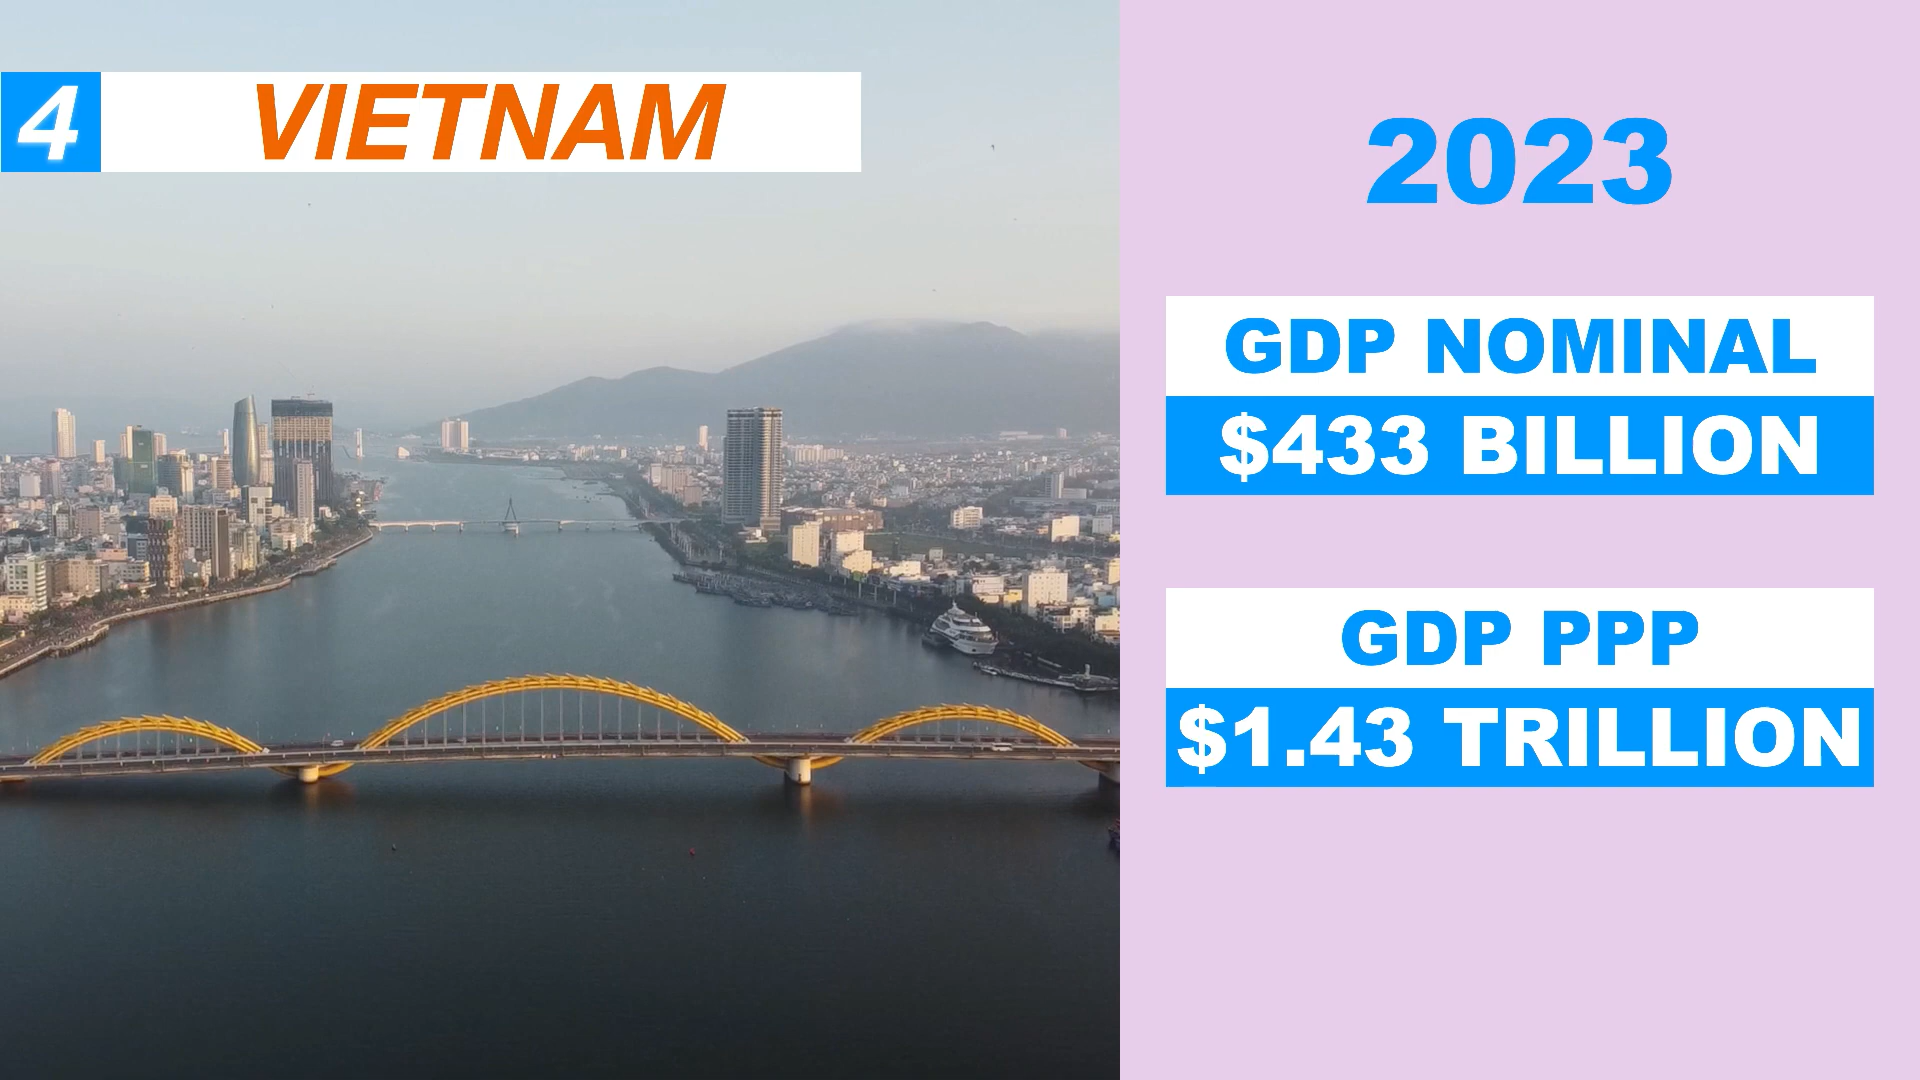 4 VIETNAM
2023
GDP NOMINAL
$433 BILLION
GDP PPP
$1.43 TRILLION